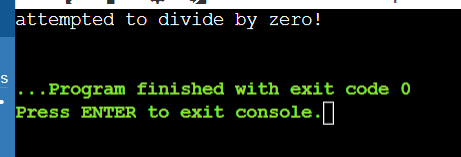 attempted to divide by zero!
...Program finished with exit code 0
Press ENTER to exit console.
s